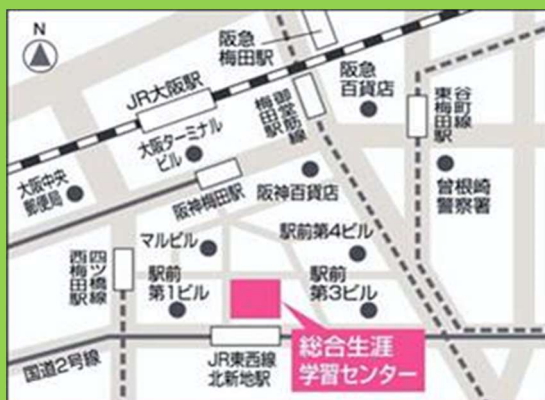 N
阪急
梅田駅
JR大阪駅
阪急
百貨店
御堂筋線
梅田駅
谷町線
東梅田駅
大阪ターミナル
ビル
大阪中央
郵便局
阪神梅田駅
阪神百貨店
曾根崎
警察署
マルビル
駅前第4ビル
四ツ橋線
西梅田駅
駅前
第1ビル
駅前
第3ビル
総合生涯
学習センター
JR東西線
北新地駅
国道2号線